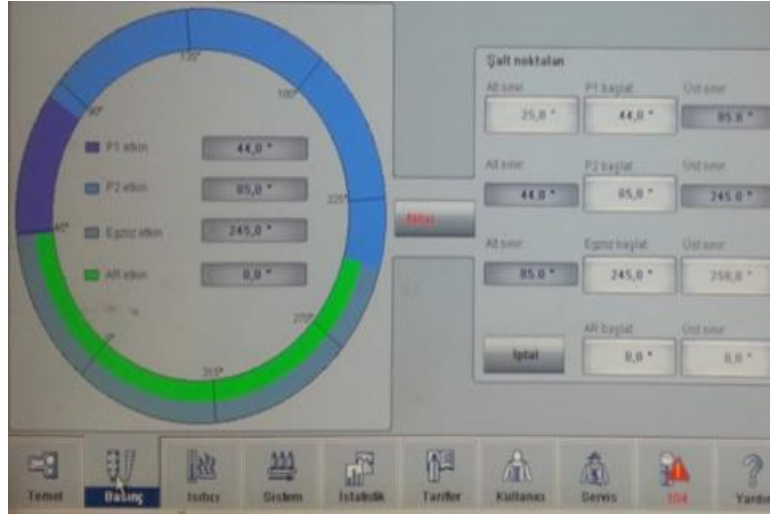 135°
180°
90°
P1 etkin 44,0 °
P2 etkin 85,0 °
225°
45°
Egzoz etkin 245,0 °
AR etkin 0,0 °
270°
0°
315°
Şalt noktaları
Alt sınır P1 başlat Üst sınır
25,0 ° 44,0 ° 85.0 °
Alt sınır P2 başlat Üst sınır
44.0 ° 85,0 ° 245.0 °
Aktar
Alt sınır Egzoz başlat Üst sınır
85.0 ° 245,0 ° 250,0 °
AR başlat Üst sınır
İptal 0,0 ° 0,0 °
Temel Basınç Isıtıcı Sistem İstatistik Tarifler Kullanıcı Servis 104 Yardım